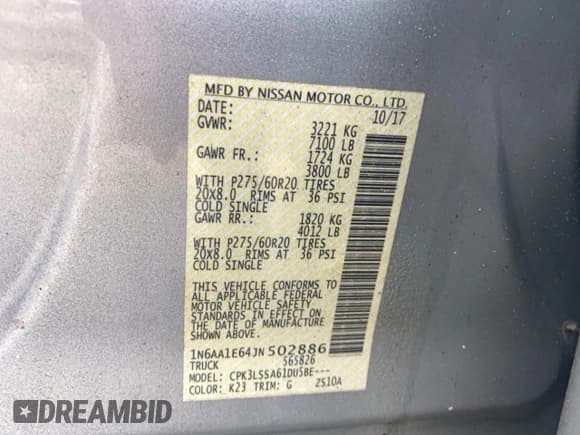 MFD BY NISSAN MOTOR CO., LTD.
DATE: 10/17
GVWR: 3221 KG
7100 LB
GAWR FR.: 1724 KG
3800 LB
WITH P275/60R20 TIRES
20X8.0 RIMS AT 36 PSI
COLD SINGLE
GAWR RR.: 1820 KG
4012 LB
WITH P275/60R20 TIRES
20X8.0 RIMS AT 36 PSI
COLD SINGLE
THIS VEHICLE CONFORMS TO
ALL APPLICABLE FEDERAL
MOTOR VEHICLE SAFETY
STANDARDS IN EFFECT ON
THE DATE OF MANUFACTURE
SHOWN ABOVE.
1N6AA1E64JN502886
TRUCK 565826
MODEL: CPK3LSSA61DU5BE---
COLOR: K23 TRIM: G ZS10A
DREAMBID